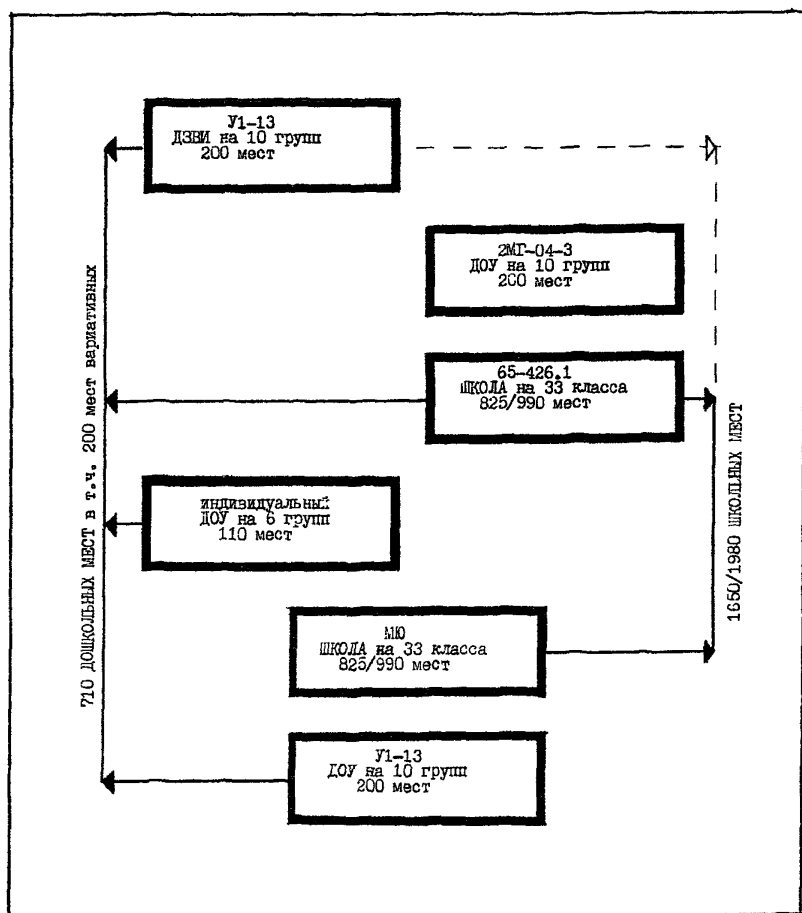 У1-13
ДЗВИ на 10 групп
200 мест
2МГ-04-3
ДОУ на 10 групп
200 мест
65-426.1
ШКОЛА на 33 класса
825/990 мест
индивидуальный
ДОУ на 6 групп
110 мест
МЮ
ШКОЛА на 33 класса
825/990 мест
У1-13
ДОУ на 10 групп
200 мест
710 ДОШКОЛЬНЫХ МЕСТ в т.ч. 200 мест вариативных
1650/1980 ШКОЛЬНЫХ МЕСТ